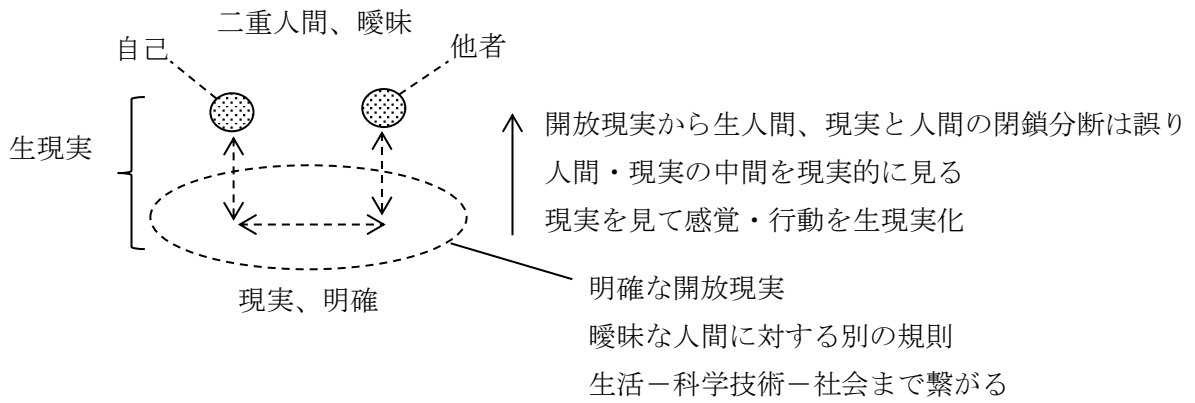 二重人間、曖昧
自己
他者
生現実
開放現実から生人間、現実と人間の閉鎖分断は誤り
人間・現実の中間を現実的に見る
現実を見て感覚・行動を生現実化
現実、明確
明確な開放現実
曖昧な人間に対する別の規則
生活－科学技術－社会まで繋がる